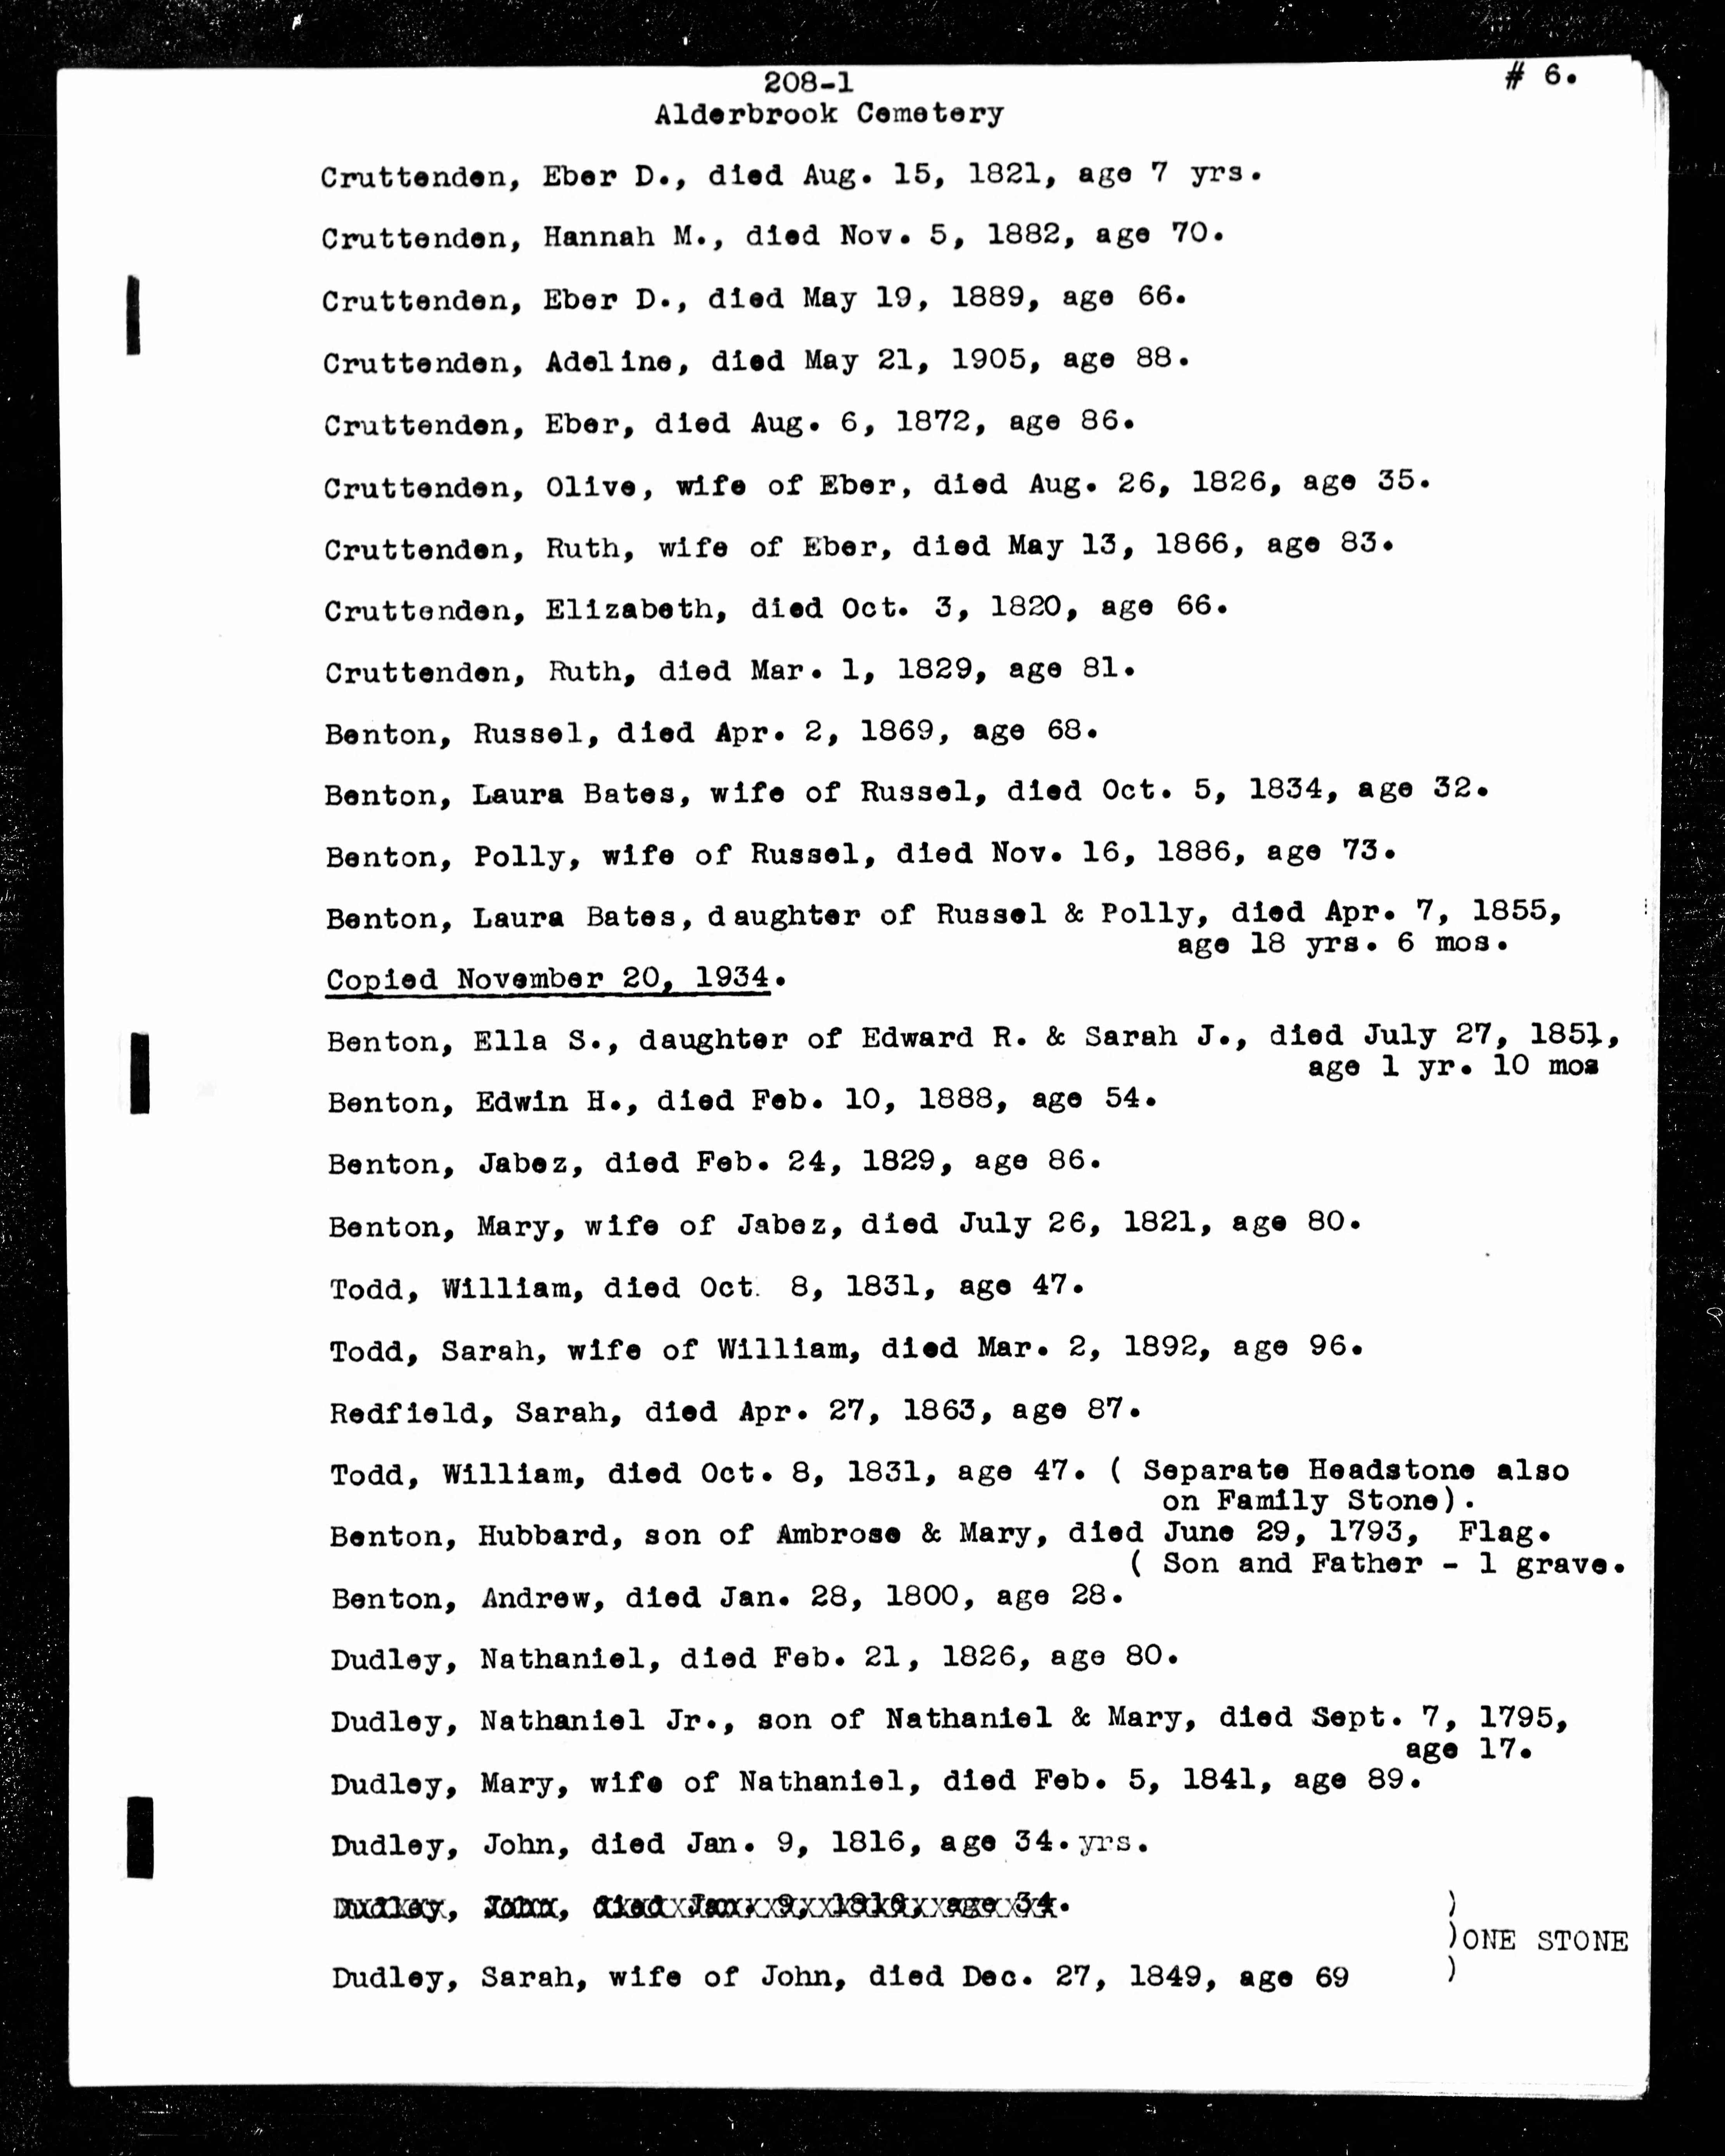 208-1
# 6.
Alderbrook Cemetery
Cruttenden, Eber D., died Aug. 15, 1821, age 7 yrs.
Cruttenden, Hannah M., died Nov. 5, 1882, age 70.
Cruttenden, Eber D., died May 19, 1889, age 66.
Cruttenden, Adeline, died May 21, 1905, age 88.
Cruttenden, Eber, died Aug. 6, 1872, age 86.
Cruttenden, Olive, wife of Eber, died Aug. 26, 1826, age 35.
Cruttenden, Ruth, wife of Eber, died May 13, 1866, age 83.
Cruttenden, Elizabeth, died Oct. 3, 1820, age 66.
Cruttenden, Ruth, died Mar. 1, 1829, age 81.
Benton, Russel, died Apr. 2, 1869, age 68.
Benton, Laura Bates, wife of Russel, died Oct. 5, 1834, age 32.
Benton, Polly, wife of Russel, died Nov. 16, 1886, age 73.
Benton, Laura Bates, daughter of Russel & Polly, died Apr. 7, 1855,
age 18 yrs. 6 mos.
Copied November 20, 1934.
Benton, Ella S., daughter of Edward R. & Sarah J., died July 27, 1851,
age 1 yr. 10 mos
Benton, Edwin H., died Feb. 10, 1888, age 54.
Benton, Jabez, died Feb. 24, 1829, age 86.
Benton, Mary, wife of Jabez, died July 26, 1821, age 80.
Todd, William, died Oct. 8, 1831, age 47.
Todd, Sarah, wife of William, died Mar. 2, 1892, age 96.
Redfield, Sarah, died Apr. 27, 1863, age 87.
Todd, William, died Oct. 8, 1831, age 47. ( Separate Headstone also
on Family Stone).
Benton, Hubbard, son of Ambrose & Mary, died June 29, 1793, Flag.
( Son and Father - 1 grave.
Benton, Andrew, died Jan. 28, 1800, age 28.
Dudley, Nathaniel, died Feb. 21, 1826, age 80.
Dudley, Nathaniel Jr., son of Nathaniel & Mary, died Sept. 7, 1795,
age 17.
Dudley, Mary, wife of Nathaniel, died Feb. 5, 1841, age 89.
Dudley, John, died Jan. 9, 1816, age 34. yrs.
Dudley, John, died Jan. 9, 1816, age 34. )
)ONE STONE
Dudley, Sarah, wife of John, died Dec. 27, 1849, age 69 )